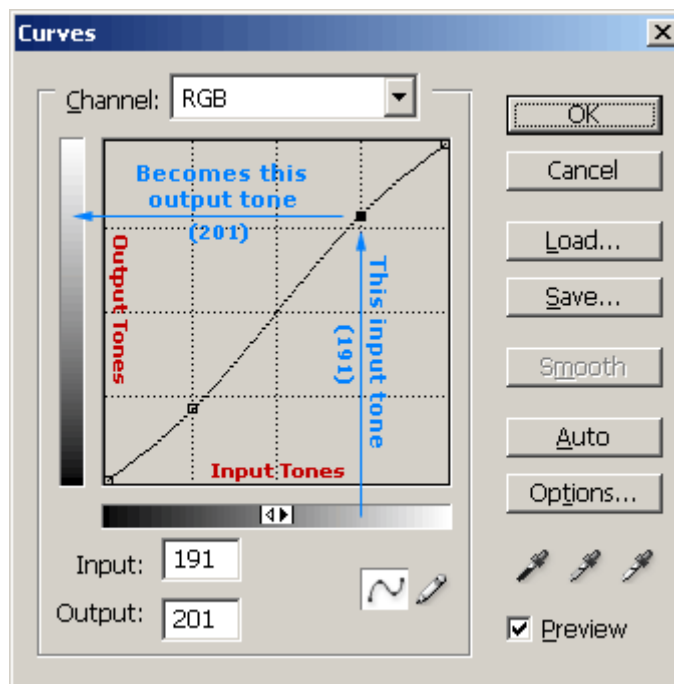 Curves
Channel: RGB
OK
Cancel
Load...
Save...
Smooth
Auto
Options...
Preview
Becomes this
output tone
(201)
Output Tones
This input tone
(191)
Input Tones
Input: 191
Output: 201